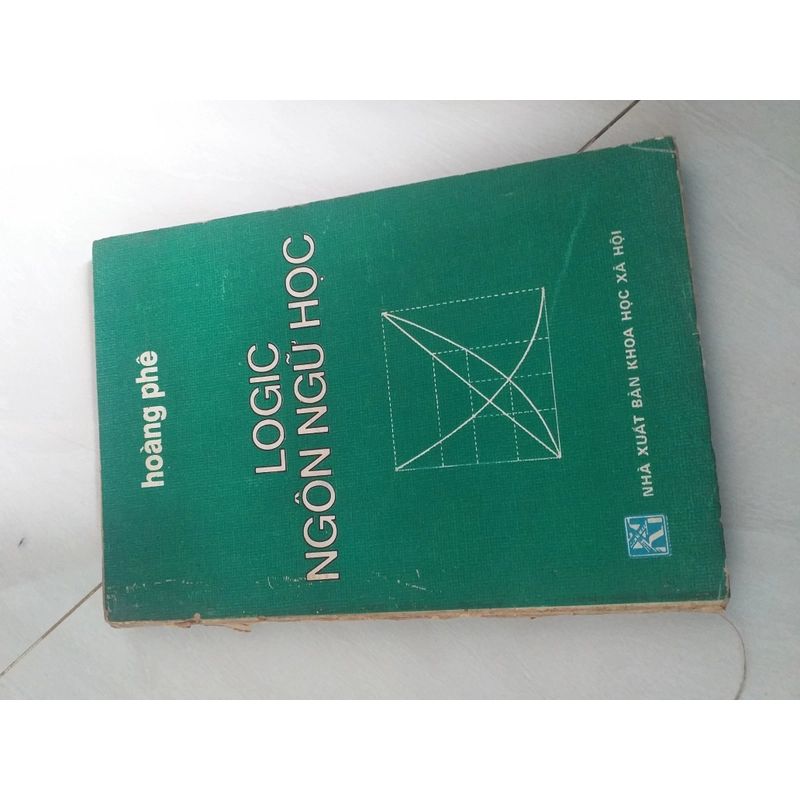 hoàng phê
LOGIC
NGÔN NGỮ HỌC
NHÀ XUẤT BẢN KHOA HỌC XÃ HỘI